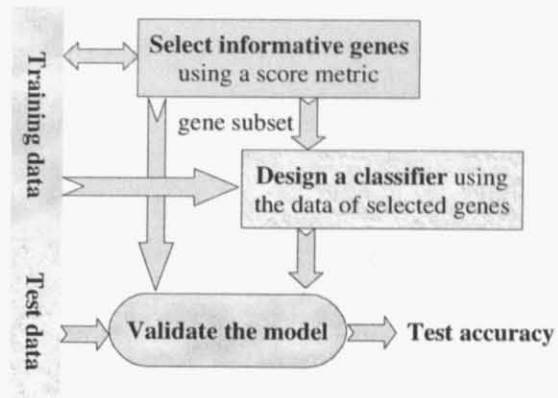 Training data
Test data
Select informative genes
using a score metric
gene subset
Design a classifier using
the data of selected genes
Validate the model
Test accuracy